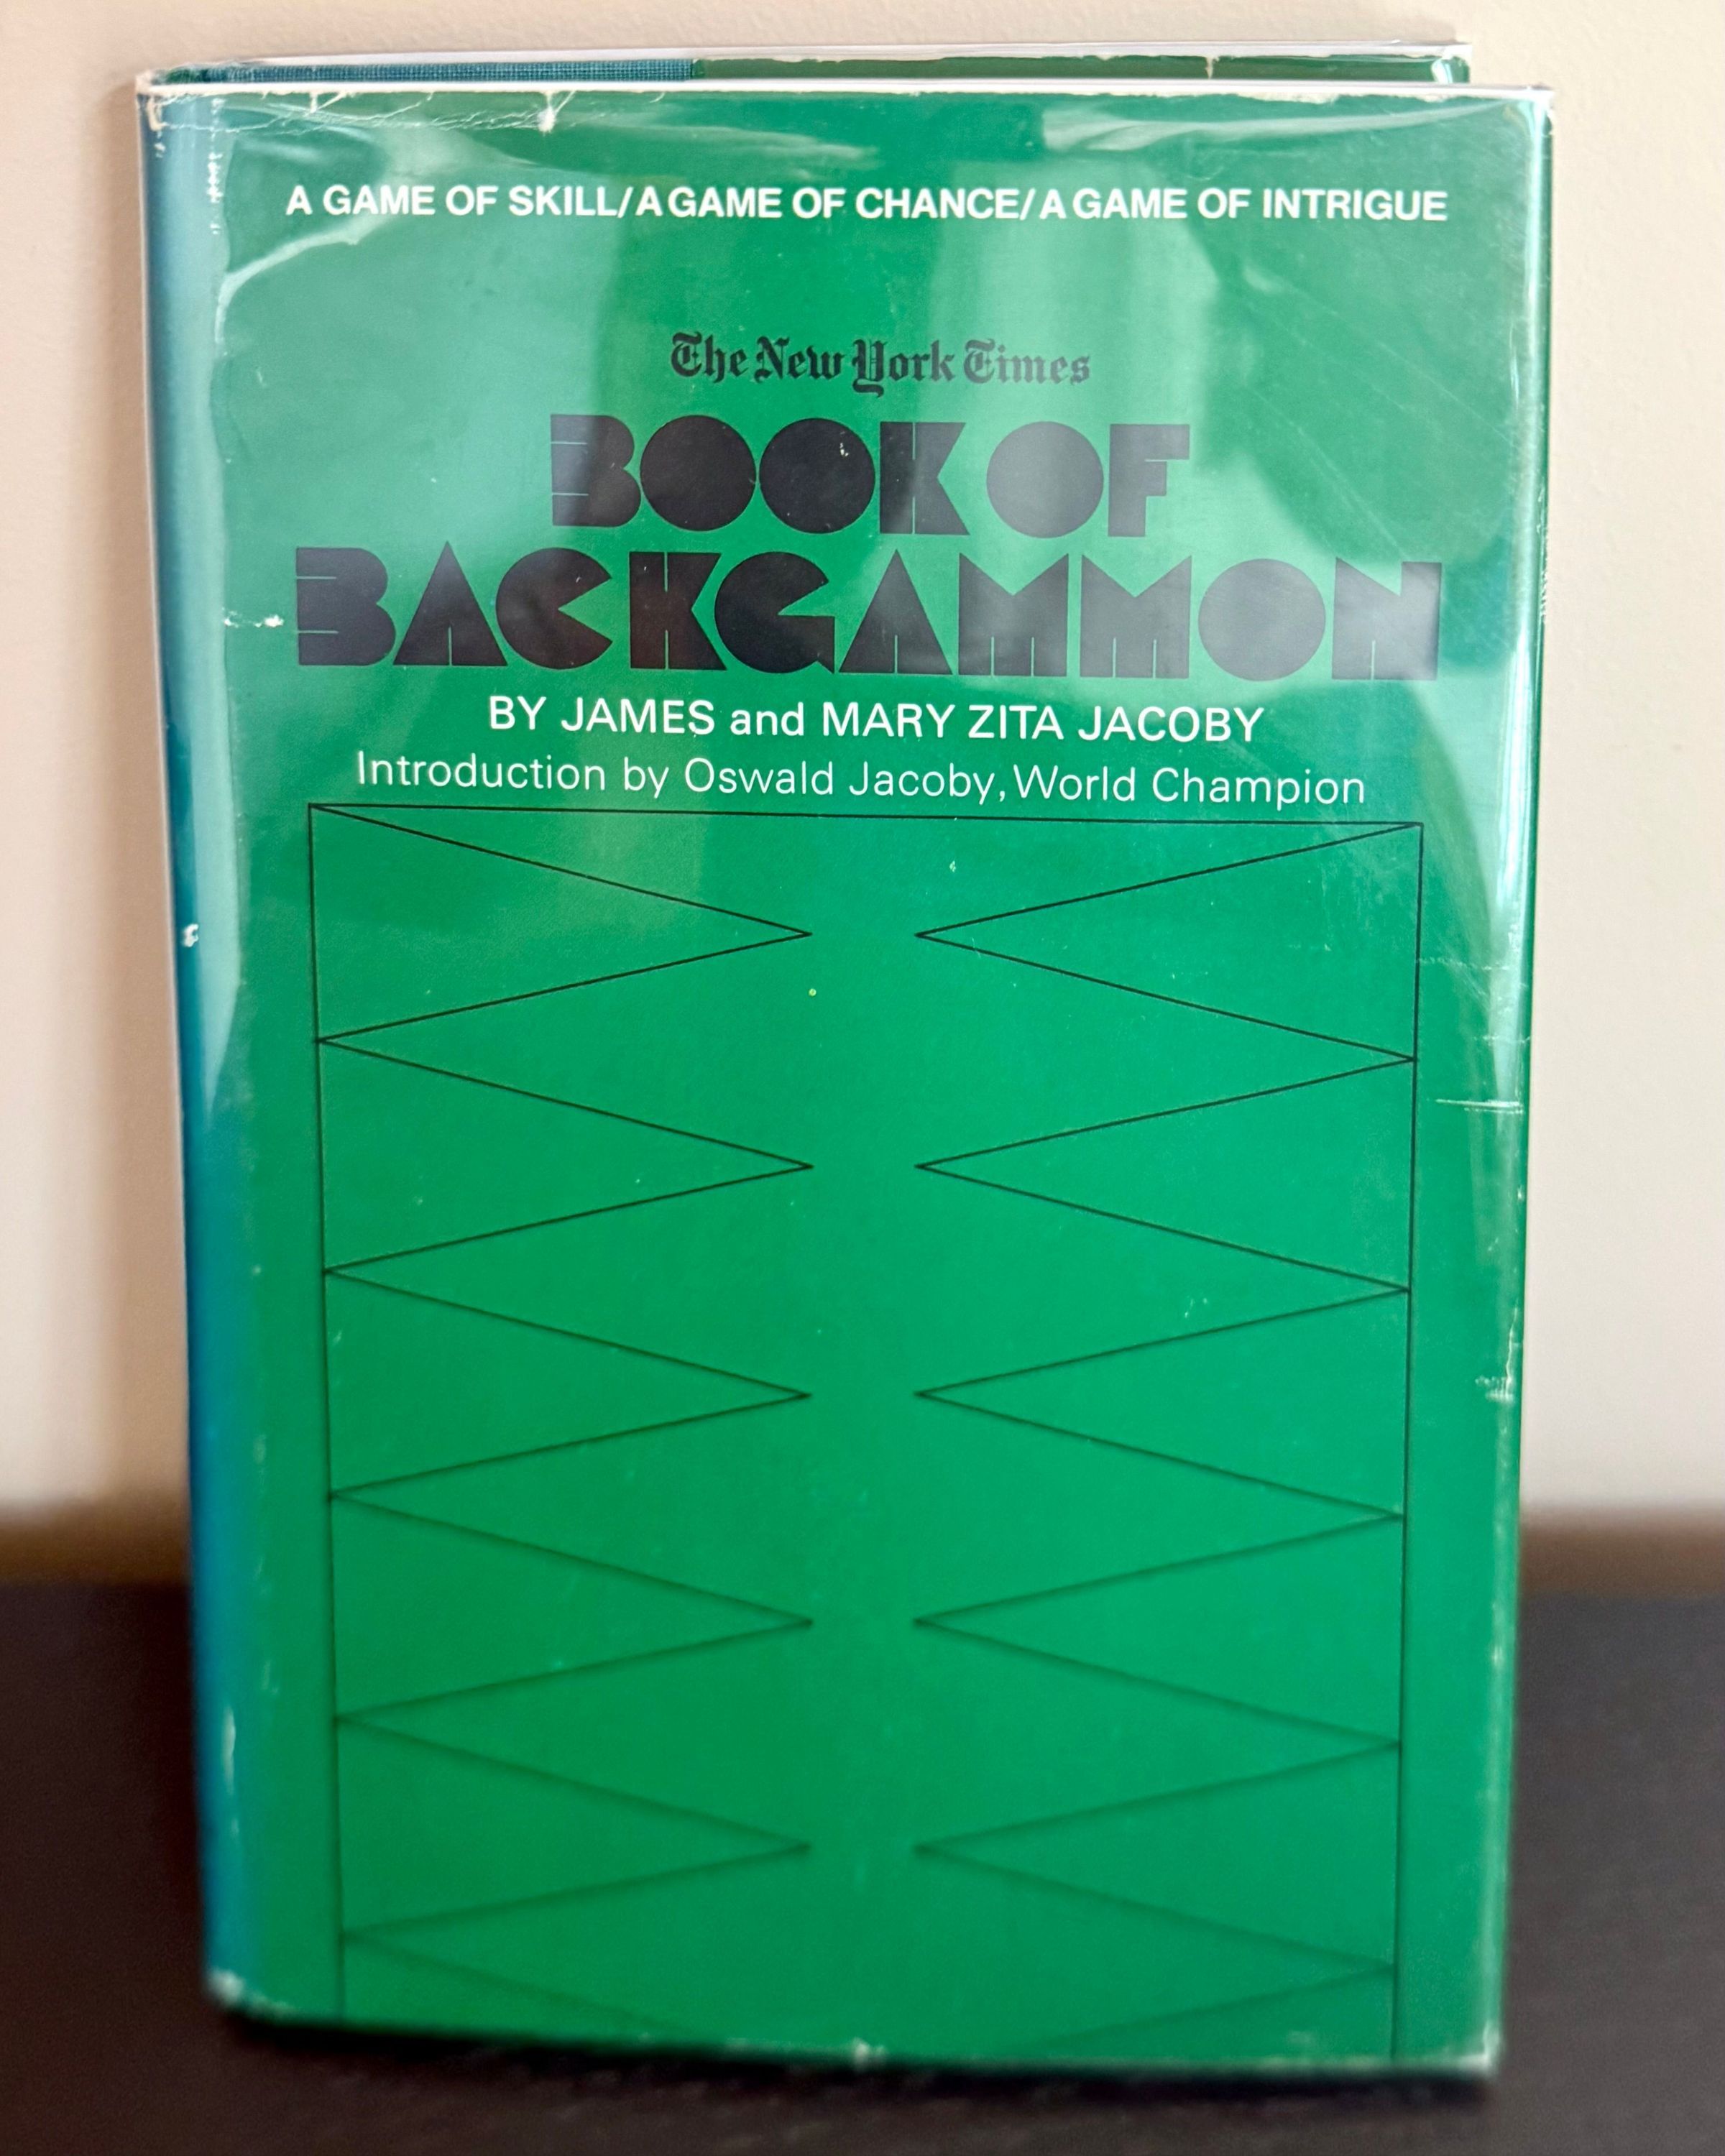 A GAME OF SKILL/A GAME OF CHANCE/A GAME OF INTRIGUE
The New York Times
BOOK OF
BACKGAMMON
BY JAMES and MARY ZITA JACOBY
Introduction by Oswald Jacoby, World Champion